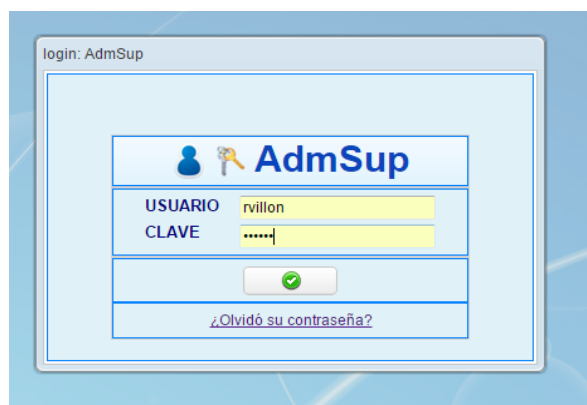 login: AdmSup
AdmSup
USUARIO rvillon
CLAVE ••••••
¿Olvidó su contraseña?